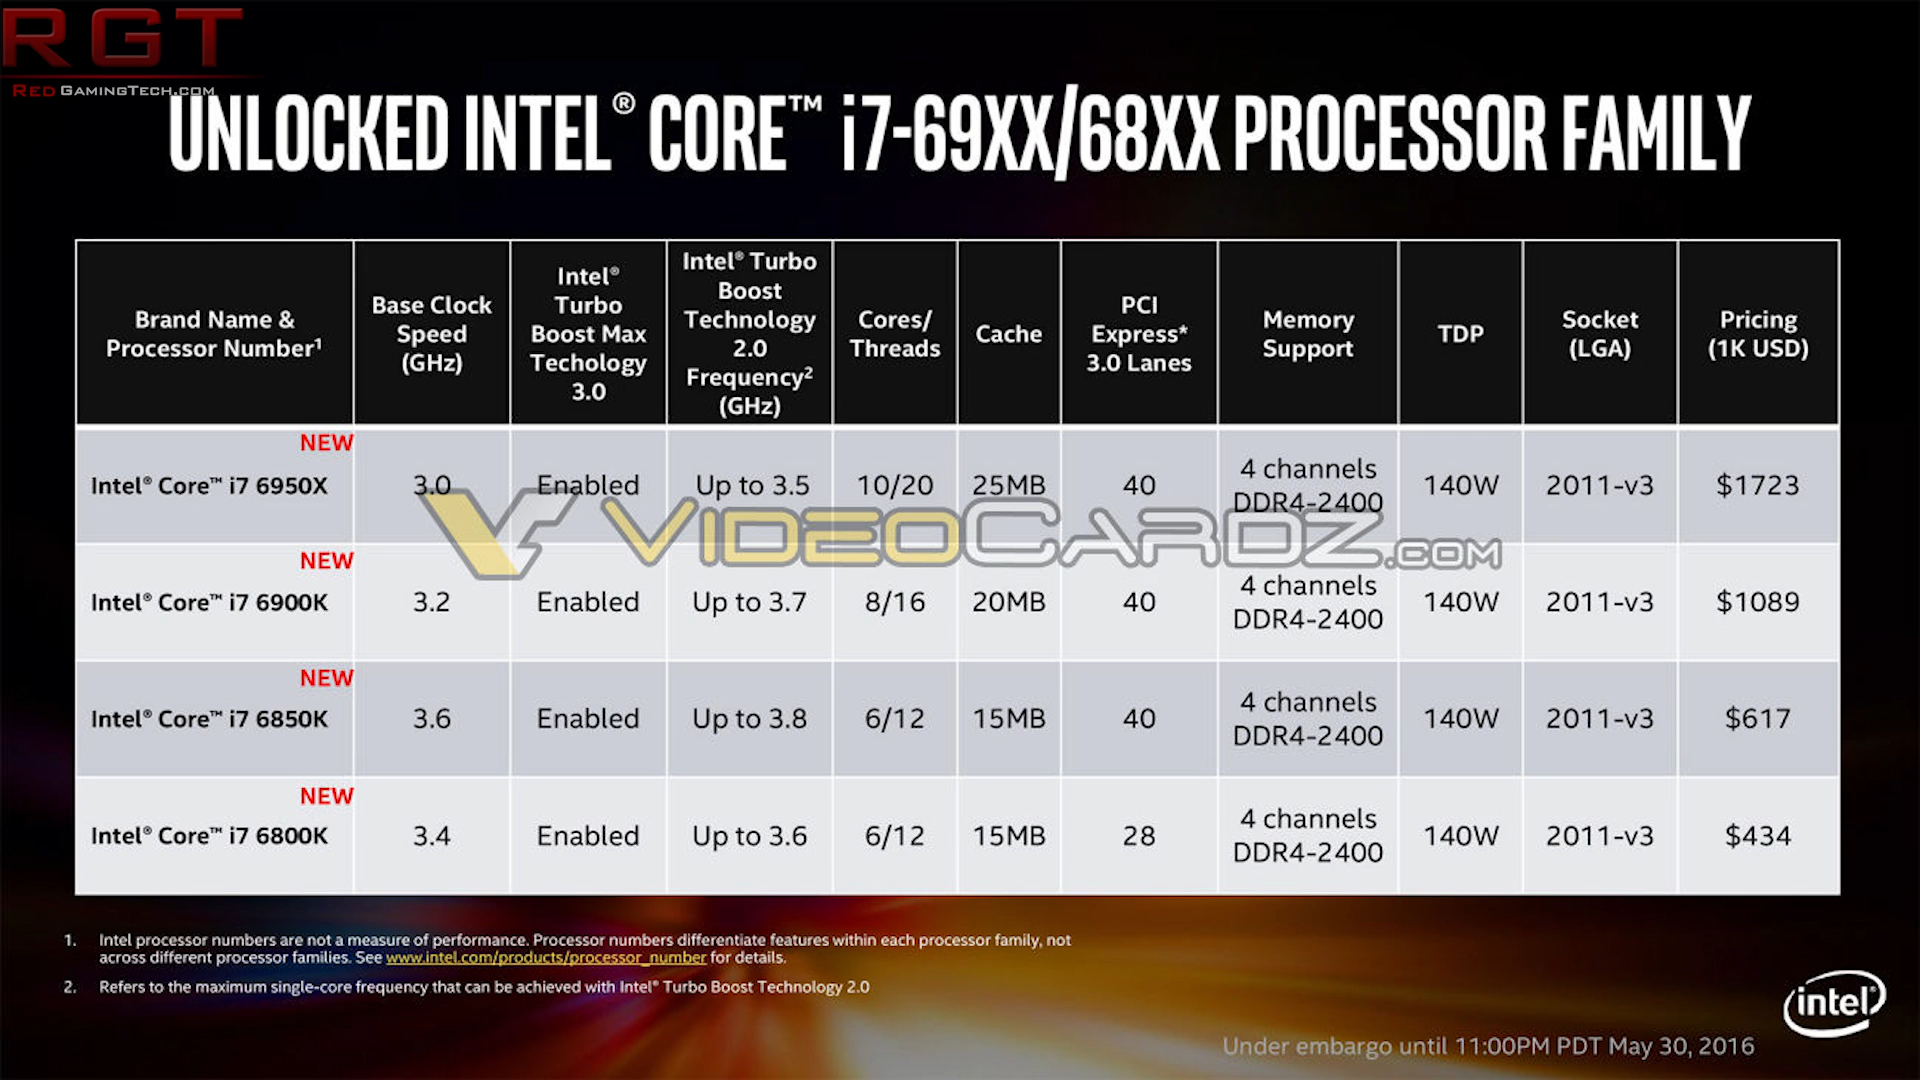 RGT
RED GAMINGTECH.COM
UNLOCKED INTEL® CORE™ i7-69XX/68XX PROCESSOR FAMILY
Brand Name &
Processor Number¹
Base Clock
Speed
(GHz)
Intel®
Turbo
Boost Max
Techology
3.0
Intel® Turbo
Boost
Technology
2.0
Frequency²
(GHz)
Cores/
Threads
Cache
PCI
Express*
3.0 Lanes
Memory
Support
TDP
Socket
(LGA)
Pricing
(1K USD)
NEW
Intel® Core™ i7 6950X
3.0
Enabled
Up to 3.5
10/20
25MB
40
4 channels
DDR4-2400
140W
2011-v3
$1723
VIDEOCARDZ.COM
NEW
Intel® Core™ i7 6900K
3.2
Enabled
Up to 3.7
8/16
20MB
40
4 channels
DDR4-2400
140W
2011-v3
$1089
NEW
Intel® Core™ i7 6850K
3.6
Enabled
Up to 3.8
6/12
15MB
40
4 channels
DDR4-2400
140W
2011-v3
$617
NEW
Intel® Core™ i7 6800K
3.4
Enabled
Up to 3.6
6/12
15MB
28
4 channels
DDR4-2400
140W
2011-v3
$434
1. Intel processor numbers are not a measure of performance. Processor numbers differentiate features within each processor family, not
across different processor families. See www.intel.com/products/processor_number for details.
2. Refers to the maximum single-core frequency that can be achieved with Intel® Turbo Boost Technology 2.0
intel®
Under embargo until 11:00PM PDT May 30, 2016